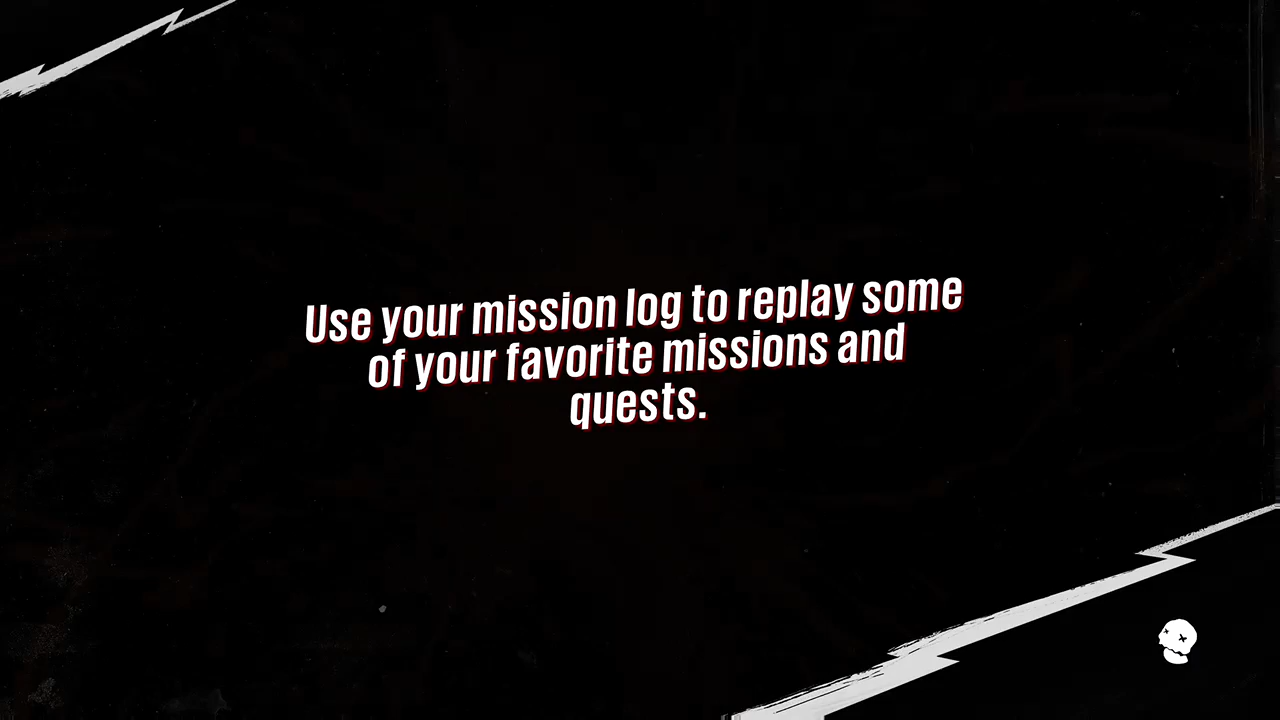 Use your mission log to replay some
of your favorite missions and
quests.